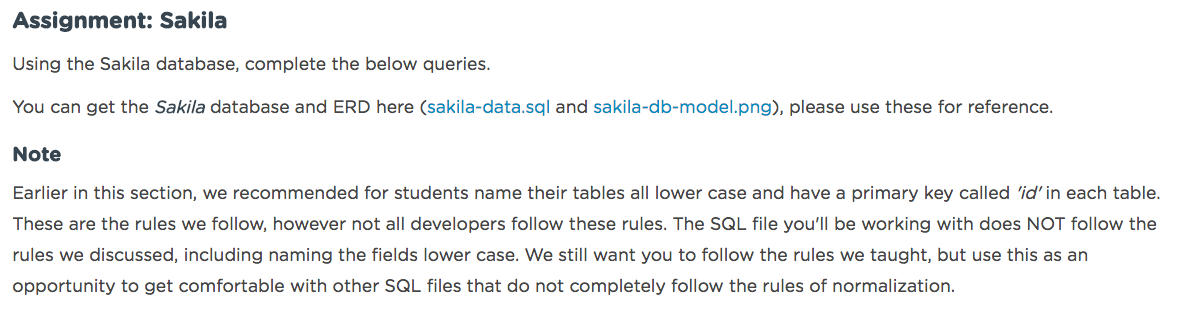 Assignment: Sakila
Using the Sakila database, complete the below queries.
You can get the Sakila database and ERD here (sakila-data.sql and sakila-db-model.png), please use these for reference.
Note
Earlier in this section, we recommended for students name their tables all lower case and have a primary key called 'id' in each table.
These are the rules we follow, however not all developers follow these rules. The SQL file you'll be working with does NOT follow the
rules we discussed, including naming the fields lower case. We still want you to follow the rules we taught, but use this as an
opportunity to get comfortable with other SQL files that do not completely follow the rules of normalization.